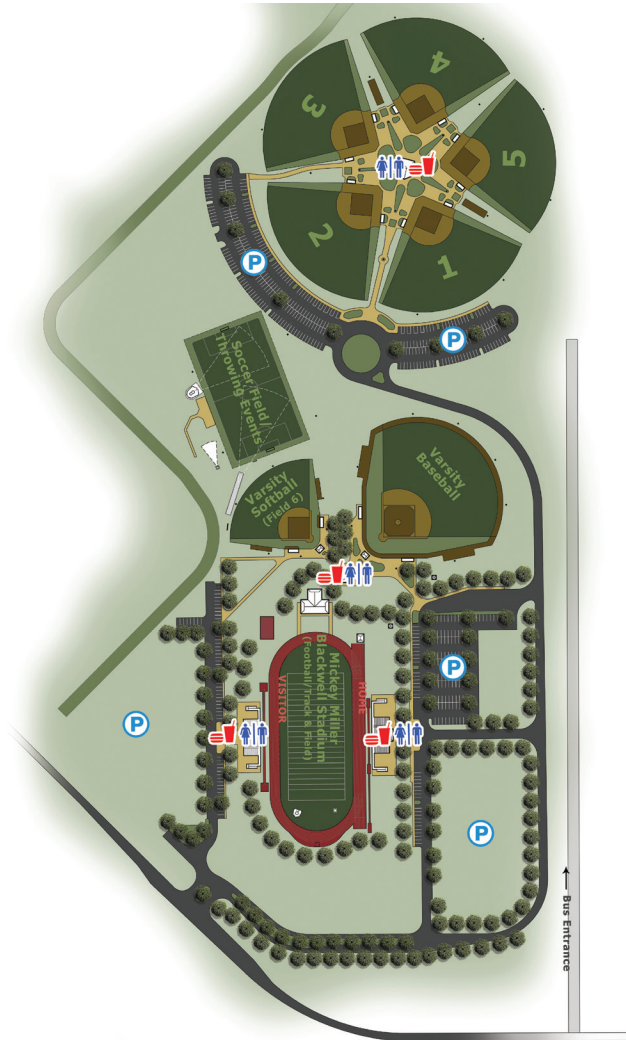 4
3
5
2
1
P
P
Soccer Field/
Throwing Events
Varsity
Baseball
Varsity
Softball
(Field 6)
P
P
P
Mickey Miller
Blackwell Stadium
(Football/Track & Field)
HOME
VISITOR
Bus Entrance